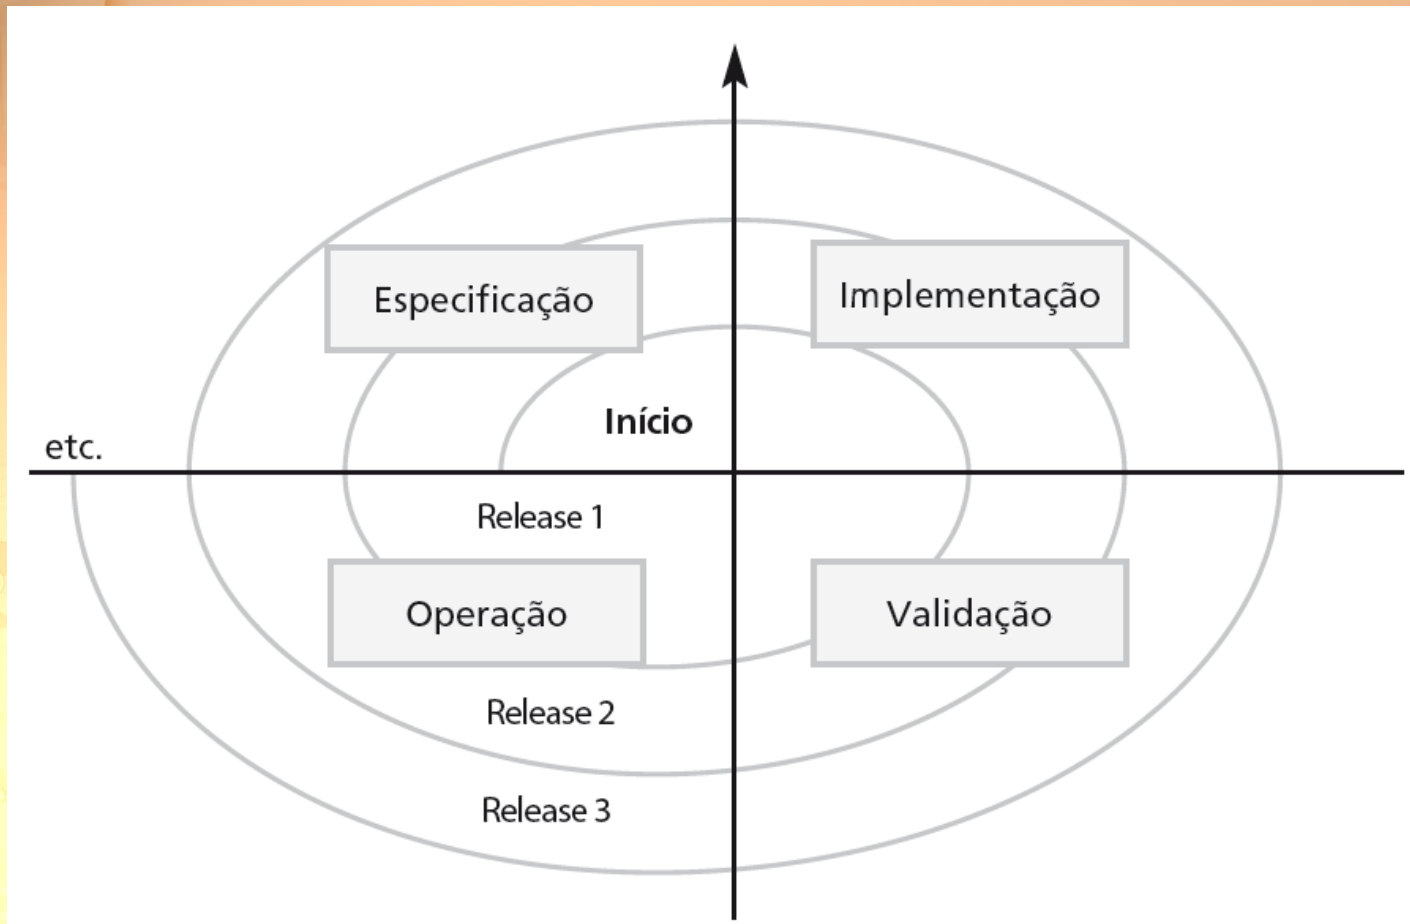 Especificação
Implementação
Início
etc.
Release 1
Operação
Validação
Release 2
Release 3